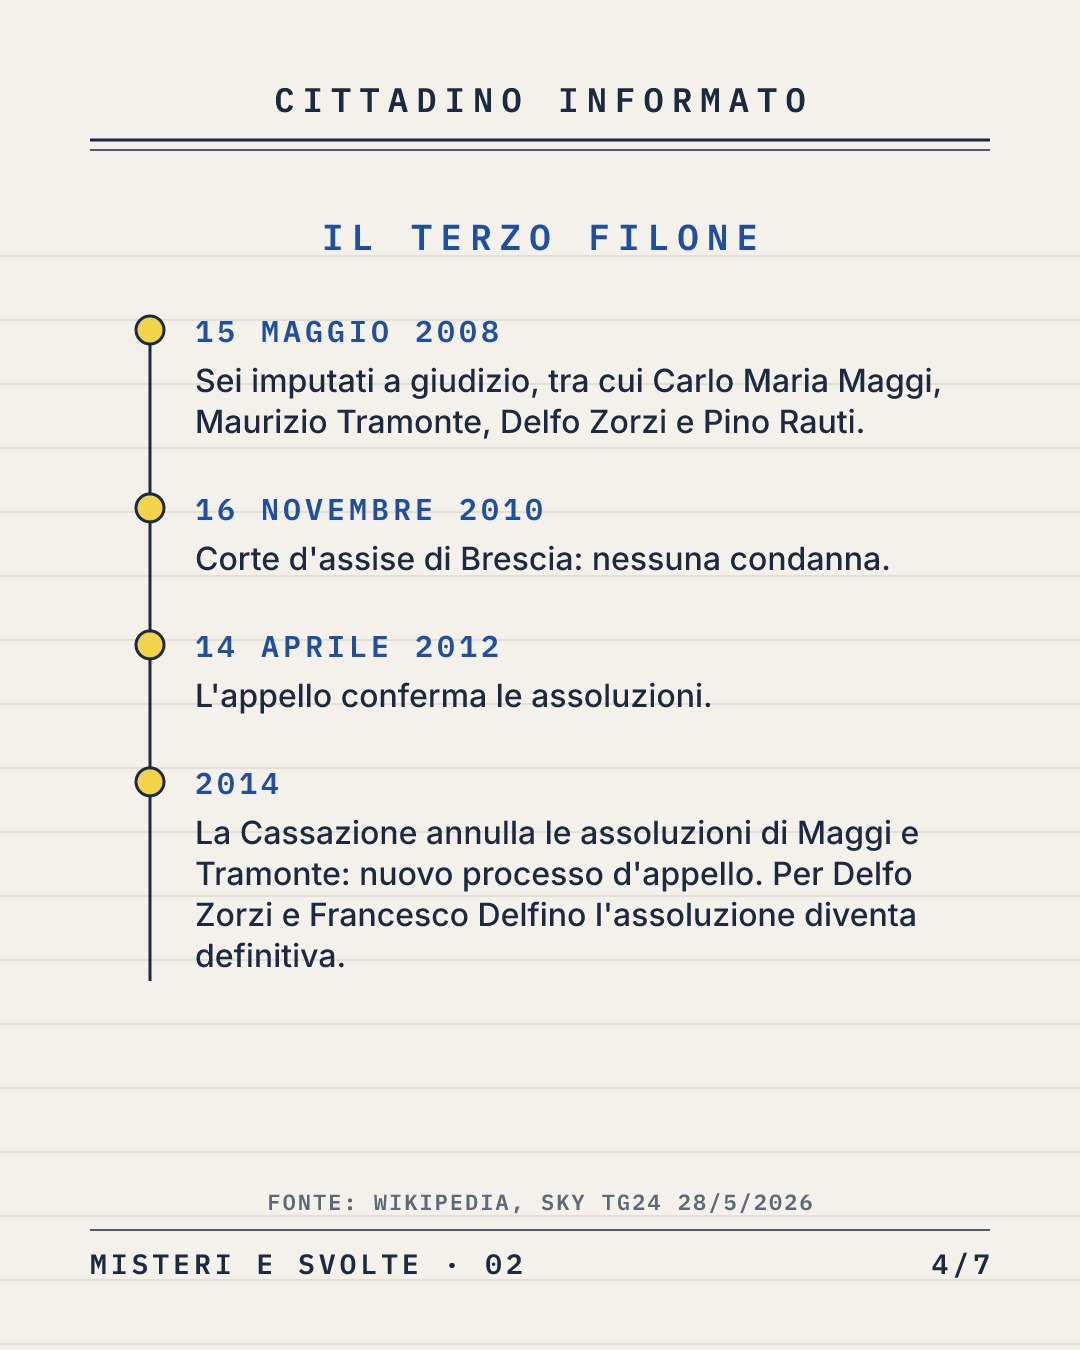 CITTADINO INFORMATO
IL TERZO FILONE
15 MAGGIO 2008
Sei imputati a giudizio, tra cui Carlo Maria Maggi,
Maurizio Tramonte, Delfo Zorzi e Pino Rauti.
16 NOVEMBRE 2010
Corte d'assise di Brescia: nessuna condanna.
14 APRILE 2012
L'appello conferma le assoluzioni.
2014
La Cassazione annulla le assoluzioni di Maggi e
Tramonte: nuovo processo d'appello. Per Delfo
Zorzi e Francesco Delfino l'assoluzione diventa
definitiva.
FONTE: WIKIPEDIA, SKY TG24 28/5/2026
MISTERI E SVOLTE · 02
4/7